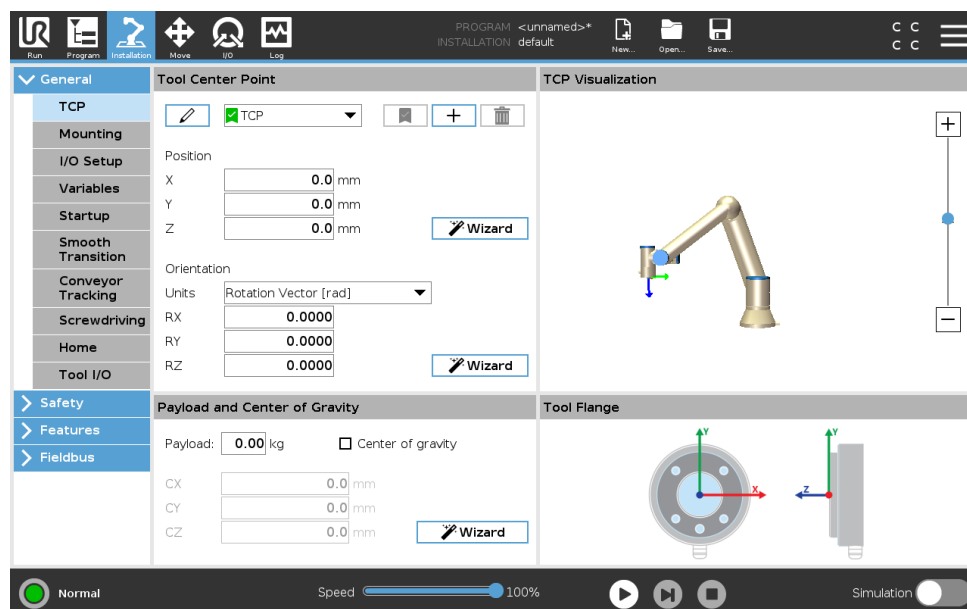 PROGRAM <unnamed>*
INSTALLATION default
UR
Run
Program
Installation
Move
I/O
Log
New...
Open...
Save...
C C
C C
General
TCP
Mounting
I/O Setup
Variables
Startup
Smooth
Transition
Conveyor
Tracking
Screwdriving
Home
Tool I/O
Safety
Features
Fieldbus
Tool Center Point
TCP
Position
X 0.0 mm
Y 0.0 mm
Z 0.0 mm
Wizard
Orientation
Units Rotation Vector [rad]
RX 0.0000
RY 0.0000
RZ 0.0000
Wizard
Payload and Center of Gravity
Payload: 0.00 kg Center of gravity
CX 0.0 mm
CY 0.0 mm
CZ 0.0 mm
Wizard
TCP Visualization
Tool Flange
Y
X
Y
Z
Normal
Speed 100%
Simulation